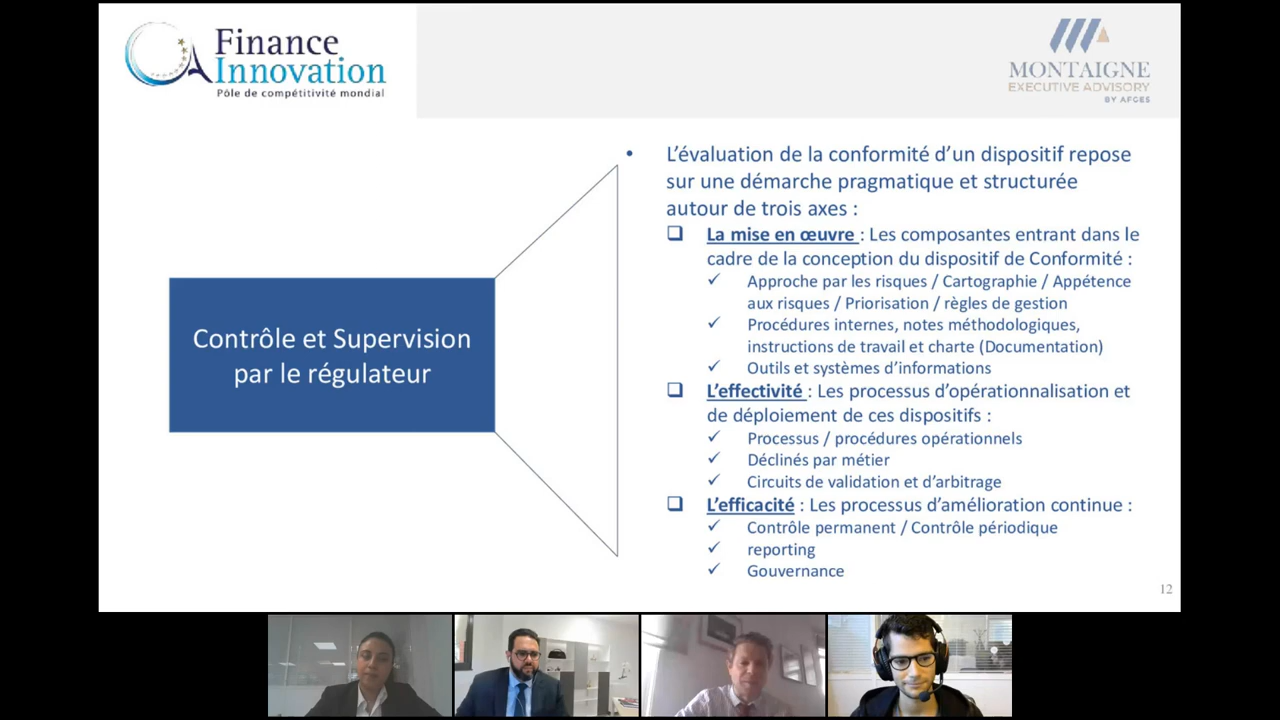 Finance
Innovation
Pôle de compétitivité mondial
MONTAIGNE
EXECUTIVE ADVISORY
BY AFGES
Contrôle et Supervision
par le régulateur
• L'évaluation de la conformité d'un dispositif repose
sur une démarche pragmatique et structurée
autour de trois axes :
❑ La mise en œuvre : Les composantes entrant dans le
cadre de la conception du dispositif de Conformité :
✓ Approche par les risques / Cartographie / Appétence
aux risques / Priorisation / règles de gestion
✓ Procédures internes, notes méthodologiques,
instructions de travail et charte (Documentation)
✓ Outils et systèmes d'informations
❑ L'effectivité : Les processus d'opérationnalisation et
de déploiement de ces dispositifs :
✓ Processus / procédures opérationnels
✓ Déclinés par métier
✓ Circuits de validation et d'arbitrage
❑ L'efficacité : Les processus d'amélioration continue :
✓ Contrôle permanent / Contrôle périodique
✓ reporting
✓ Gouvernance
12